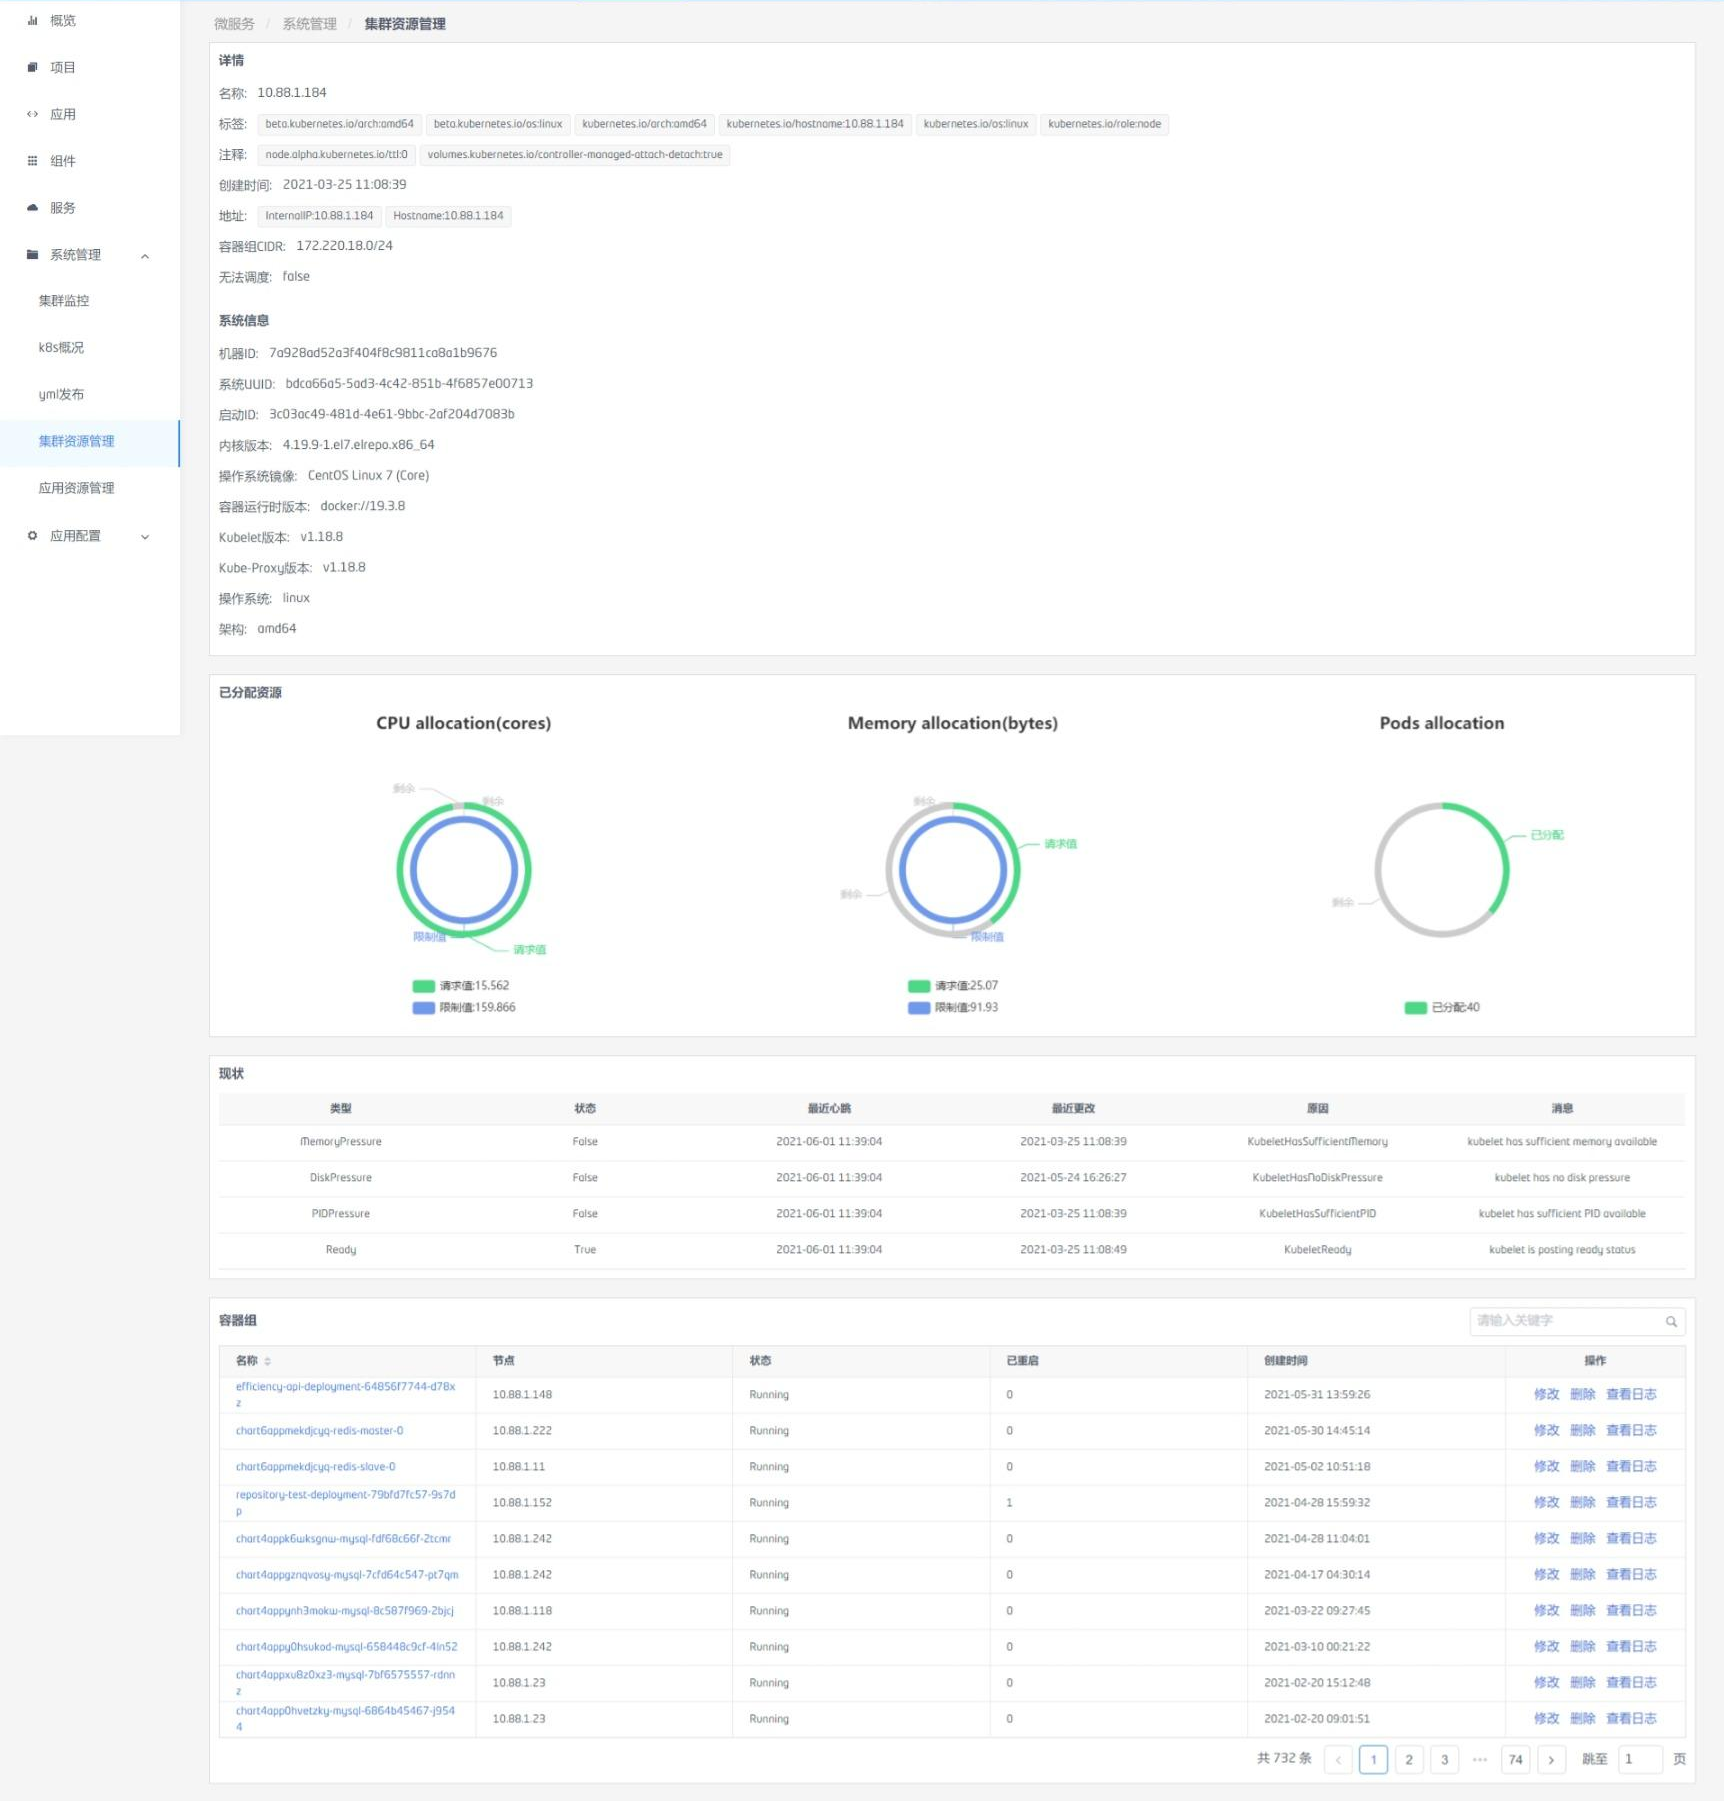 概览
项目
应用
组件
服务
系统管理
集群监控
k8s概况
yml发布
集群资源管理
应用资源管理
应用配置
微服务 / 系统管理 / 集群资源管理
详情
名称: 10.88.1.184
标签: beta.kubernetes.io/arch:amd64 beta.kubernetes.io/os:linux kubernetes.io/arch:amd64 kubernetes.io/hostname:10.88.1.184 kubernetes.io/os:linux kubernetes.io/role:node
注释: node.alpha.kubernetes.io/ttl:0 volumes.kubernetes.io/controller-managed-attach-detach:true
创建时间: 2021-03-25 11:08:39
地址: InternalIP:10.88.1.184 Hostname:10.88.1.184
容器组CIDR: 172.220.18.0/24
无法调度: false
系统信息
机器ID: 7a928ad52a3f404f8c9811ca8a1b9676
系统UUID: bdca66a5-5ad3-4c42-851b-4f6857e00713
启动ID: 3c03ac49-481d-4e61-9bbc-2af204d7083b
内核版本: 4.19.9-1.el7.elrepo.x86_64
操作系统镜像: CentOS Linux 7 (Core)
容器运行时版本: docker://19.3.8
Kubelet版本: v1.18.8
Kube-Proxy版本: v1.18.8
操作系统: linux
架构: amd64
已分配资源
CPU allocation(cores)
剩余
剩余
限制值
请求值
请求值:15.562
限制值:159.866
Memory allocation(bytes)
剩余
请求值
剩余
限制值
请求值:25.07
限制值:91.93
Pods allocation
已分配
剩余
已分配:40
现状
类型 状态 最近心跳 最近更改 原因 消息
MemoryPressure False 2021-06-01 11:39:04 2021-03-25 11:08:39 KubeletHasSufficientMemory kubelet has sufficient memory available
DiskPressure False 2021-06-01 11:39:04 2021-05-24 16:26:27 KubeletHasNoDiskPressure kubelet has no disk pressure
PIDPressure False 2021-06-01 11:39:04 2021-03-25 11:08:39 KubeletHasSufficientPID kubelet has sufficient PID available
Ready True 2021-06-01 11:39:04 2021-03-25 11:08:49 KubeletReady kubelet is posting ready status
容器组 请输入关键字
名称 节点 状态 已重启 创建时间 操作
efficiency-api-deployment-64856f7744-d78x
z 10.88.1.148 Running 0 2021-05-31 13:59:26 修改 删除 查看日志
chart6appmekdjcyq-redis-master-0 10.88.1.222 Running 0 2021-05-30 14:45:14 修改 删除 查看日志
chart6appmekdjcyq-redis-slave-0 10.88.1.11 Running 0 2021-05-02 10:51:18 修改 删除 查看日志
repository-test-deployment-79bfd7fc57-9s7d
p 10.88.1.152 Running 1 2021-04-28 15:59:32 修改 删除 查看日志
chart4appk6wksgnw-mysql-fdf68c66f-2tcmr 10.88.1.242 Running 0 2021-04-28 11:04:01 修改 删除 查看日志
chart4appgznqvosy-mysql-7cfd64c547-pt7qm 10.88.1.242 Running 0 2021-04-17 04:30:14 修改 删除 查看日志
chart4appynh3mokw-mysql-8c587f969-2bjcj 10.88.1.118 Running 0 2021-03-22 09:27:45 修改 删除 查看日志
chart4appy0hsukod-mysql-658448c9cf-4ln52 10.88.1.242 Running 0 2021-03-10 00:21:22 修改 删除 查看日志
chart4appxu8z0xz3-mysql-7bf6575557-rdnn
z 10.88.1.23 Running 0 2021-02-20 15:12:48 修改 删除 查看日志
chart4app0hvetzky-mysql-6864b45467-j954
4 10.88.1.23 Running 0 2021-02-20 09:01:51 修改 删除 查看日志
共 732 条 < 1 2 3 ••• 74 > 跳至 1 页